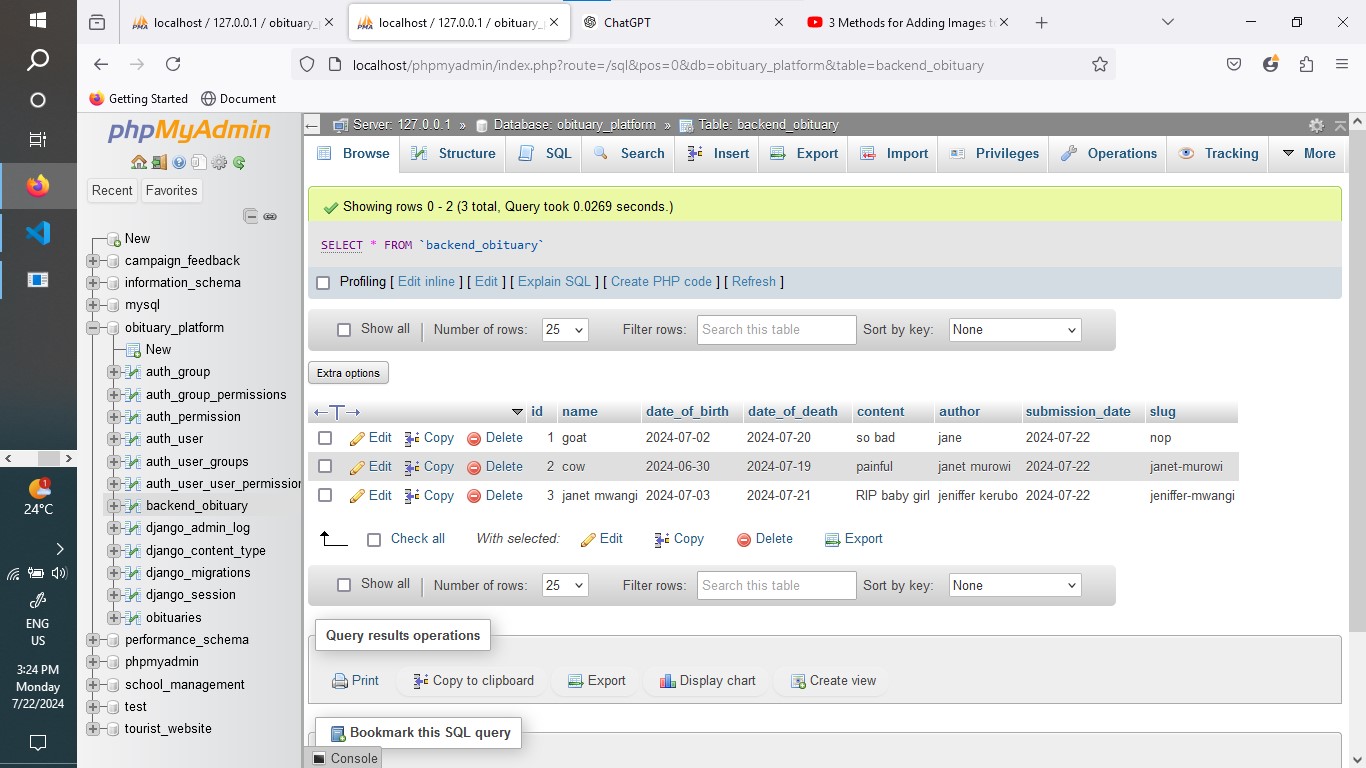 localhost / 127.0.0.1 / obituary_p
localhost / 127.0.0.1 / obituary_p
ChatGPT
3 Methods for Adding Images to
localhost/phpmyadmin/index.php?route=/sql&pos=0&db=obituary_platform&table=backend_obituary
Getting Started
Document
phpMyAdmin
Recent
Favorites
New
campaign_feedback
information_schema
mysql
obituary_platform
New
auth_group
auth_group_permissions
auth_permission
auth_user
auth_user_groups
auth_user_user_permission
backend_obituary
django_admin_log
django_content_type
django_migrations
django_session
obituaries
performance_schema
phpmyadmin
school_management
test
tourist_website
Server: 127.0.0.1 » Database: obituary_platform » Table: backend_obituary
Browse Structure SQL Search Insert Export Import Privileges Operations Tracking More
Showing rows 0 - 2 (3 total, Query took 0.0269 seconds.)
SELECT * FROM `backend_obituary`
Profiling [ Edit inline ] [ Edit ] [ Explain SQL ] [ Create PHP code ] [ Refresh ]
Show all | Number of rows: 25 Filter rows: Search this table Sort by key: None
Extra options
←T→ id name date_of_birth date_of_death content author submission_date slug
Edit Copy Delete 1 goat 2024-07-02 2024-07-20 so bad jane 2024-07-22 nop
Edit Copy Delete 2 cow 2024-06-30 2024-07-19 painful janet murowi 2024-07-22 janet-murowi
Edit Copy Delete 3 janet mwangi 2024-07-03 2024-07-21 RIP baby girl jeniffer kerubo 2024-07-22 jeniffer-mwangi
Check all With selected: Edit Copy Delete Export
Show all | Number of rows: 25 Filter rows: Search this table Sort by key: None
Query results operations
Print Copy to clipboard Export Display chart Create view
Bookmark this SQL query
Console
1
24°C
ENG
US
3:24 PM
Monday
7/22/2024